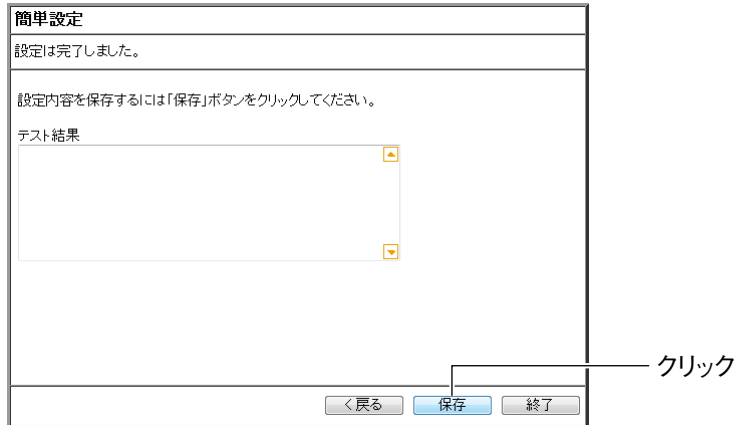 簡単設定
設定は完了しました。
設定内容を保存するには「保存」ボタンをクリックしてください。
テスト結果
クリック
く戻る 保存 終了